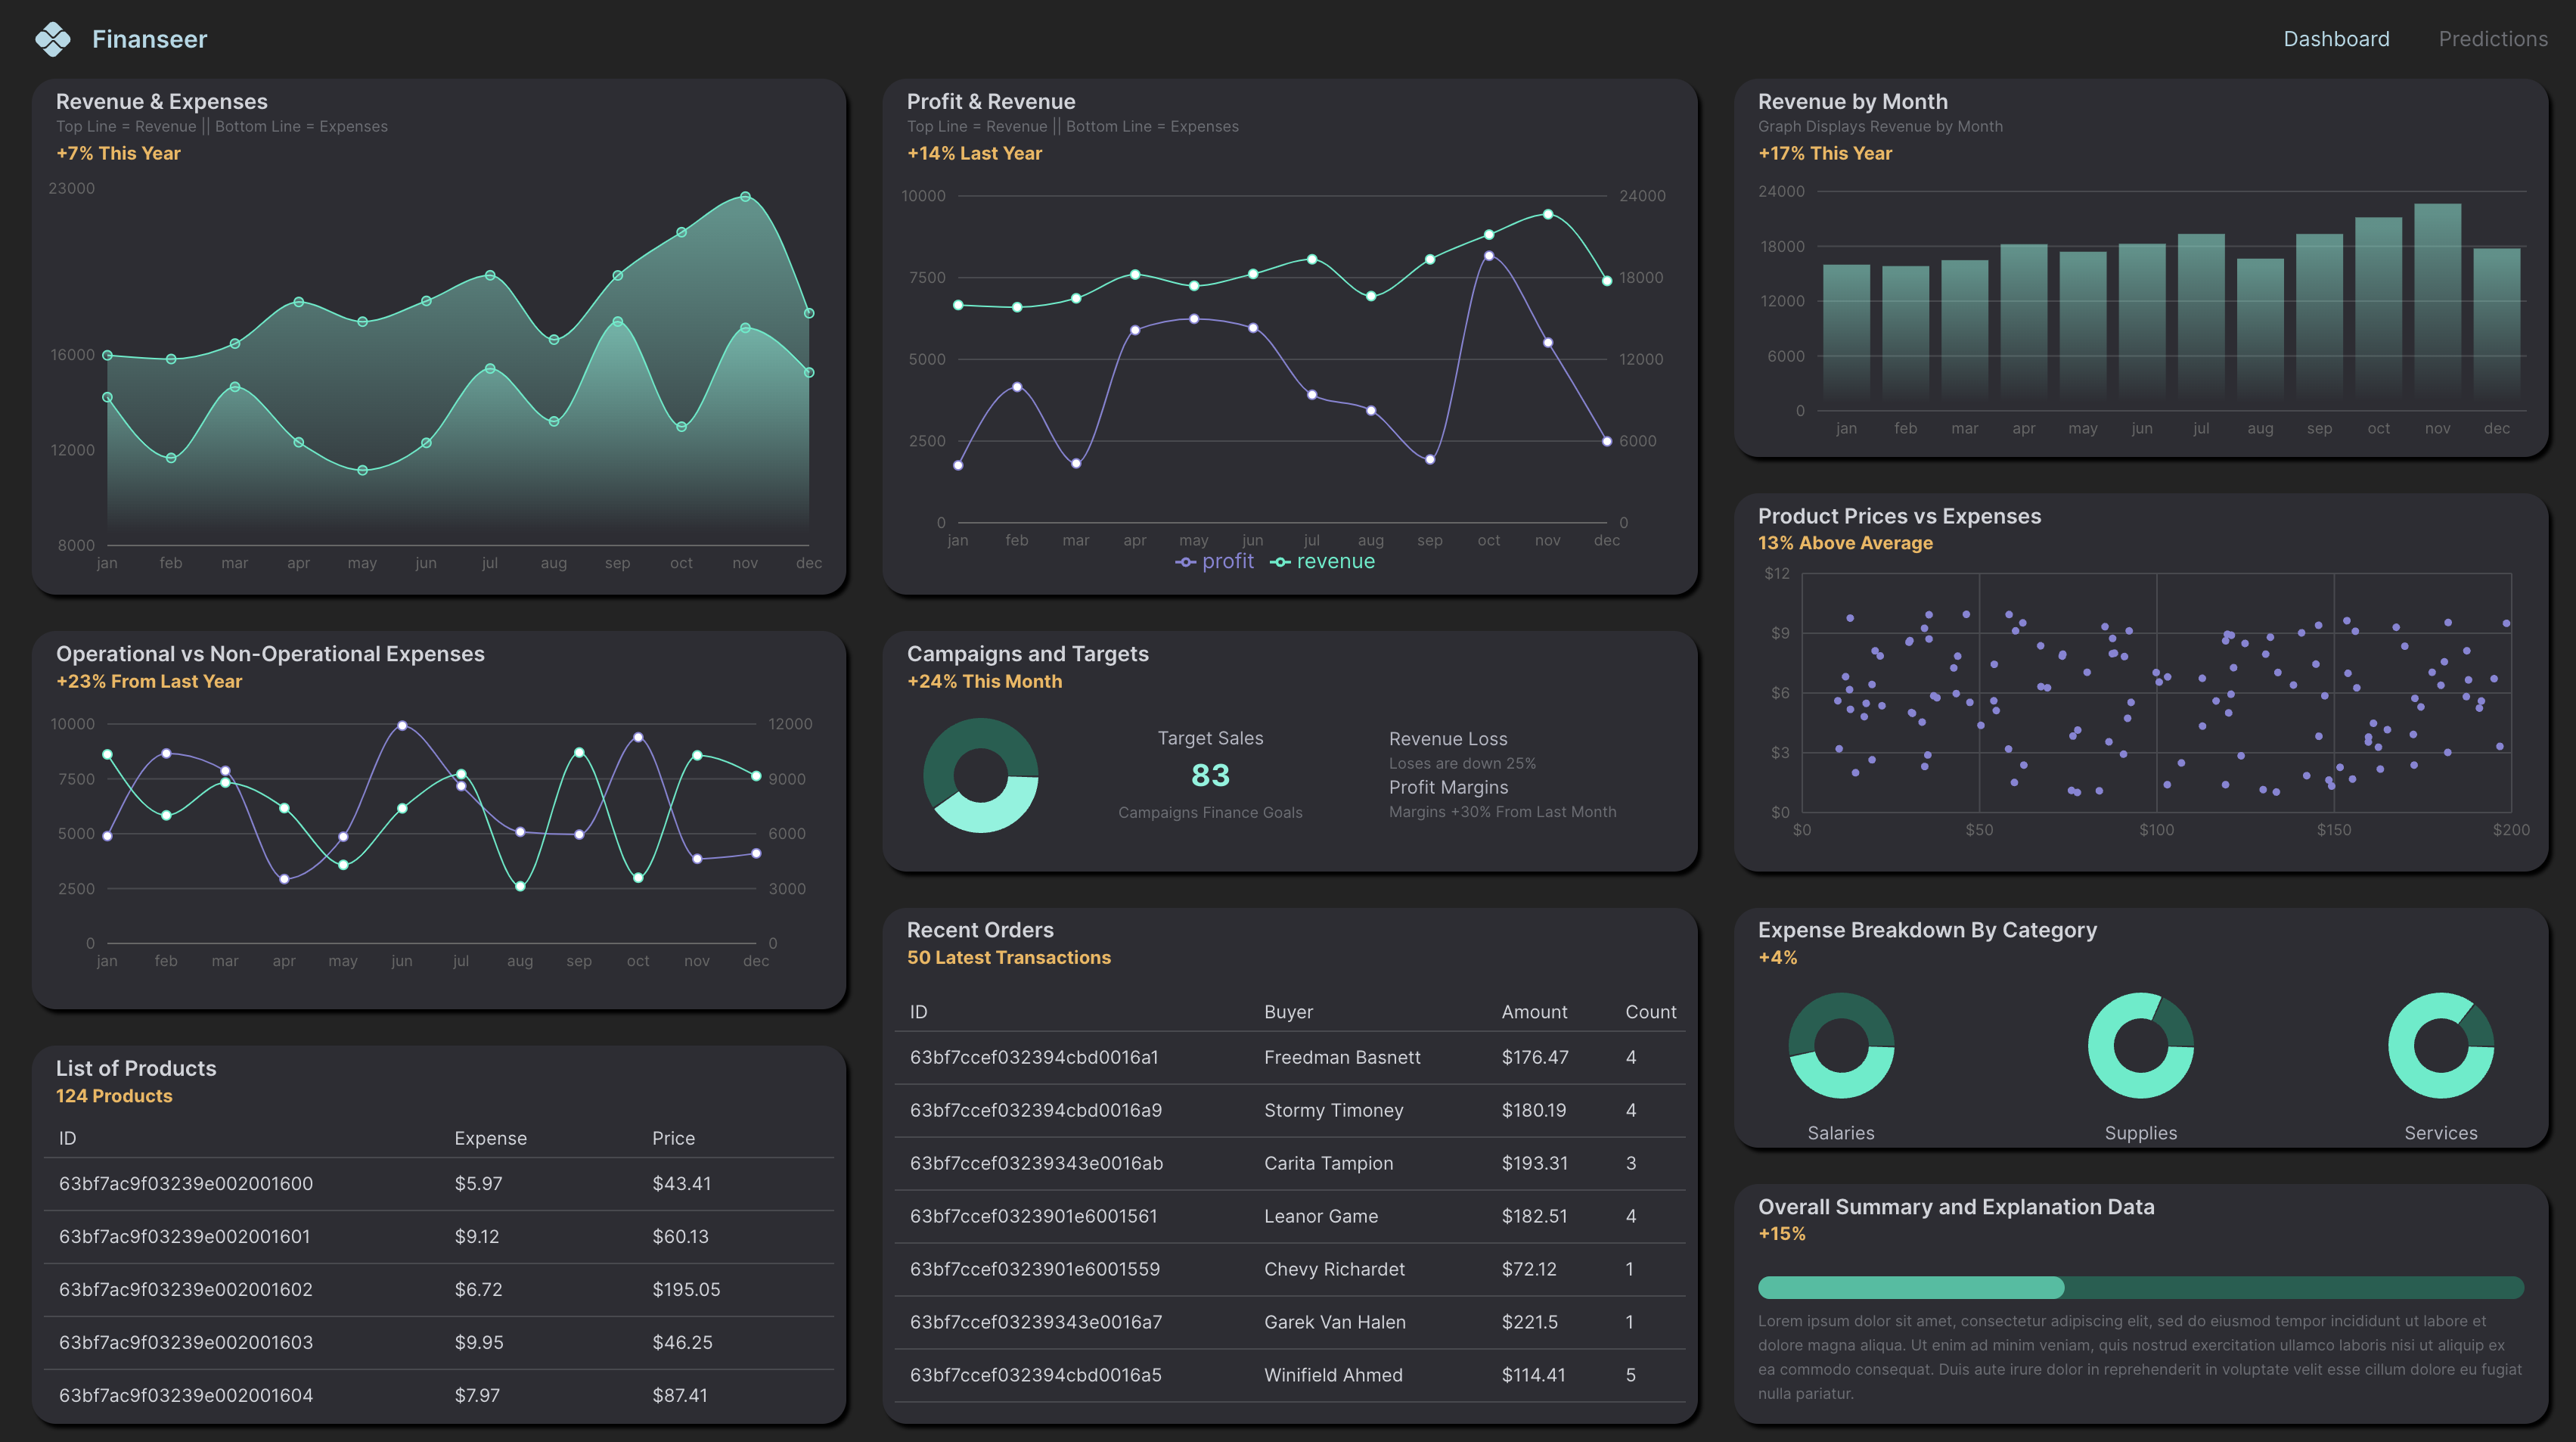 Finanseer
Dashboard Predictions
Revenue & Expenses
Top Line = Revenue || Bottom Line = Expenses
+7% This Year
23000
16000
12000
8000
jan feb mar apr may jun jul aug sep oct nov dec
Operational vs Non-Operational Expenses
+23% From Last Year
10000 12000
7500 9000
5000 6000
2500 3000
0 0
jan feb mar apr may jun jul aug sep oct nov dec
List of Products
124 Products
ID Expense Price
63bf7ac9f03239e002001600 $5.97 $43.41
63bf7ac9f03239e002001601 $9.12 $60.13
63bf7ac9f03239e002001602 $6.72 $195.05
63bf7ac9f03239e002001603 $9.95 $46.25
63bf7ac9f03239e002001604 $7.97 $87.41
Profit & Revenue
Top Line = Revenue || Bottom Line = Expenses
+14% Last Year
10000 24000
7500 18000
5000 12000
2500 6000
0 0
jan feb mar apr may jun jul aug sep oct nov dec
profit revenue
Campaigns and Targets
+24% This Month
Target Sales
83
Campaigns Finance Goals
Revenue Loss
Loses are down 25%
Profit Margins
Margins +30% From Last Month
Recent Orders
50 Latest Transactions
ID Buyer Amount Count
63bf7ccef032394cbd0016a1 Freedman Basnett $176.47 4
63bf7ccef032394cbd0016a9 Stormy Timoney $180.19 4
63bf7ccef03239343e0016ab Carita Tampion $193.31 3
63bf7ccef0323901e6001561 Leanor Game $182.51 4
63bf7ccef0323901e6001559 Chevy Richardet $72.12 1
63bf7ccef03239343e0016a7 Garek Van Halen $221.5 1
63bf7ccef032394cbd0016a5 Winifield Ahmed $114.41 5
Revenue by Month
Graph Displays Revenue by Month
+17% This Year
24000
18000
12000
6000
0
jan feb mar apr may jun jul aug sep oct nov dec
Product Prices vs Expenses
13% Above Average
$12
$9
$6
$3
$0
$0 $50 $100 $150 $200
Expense Breakdown By Category
+4%
Salaries Supplies Services
Overall Summary and Explanation Data
+15%
Lorem ipsum dolor sit amet, consectetur adipiscing elit, sed do eiusmod tempor incididunt ut labore et
dolore magna aliqua. Ut enim ad minim veniam, quis nostrud exercitation ullamco laboris nisi ut aliquip ex
ea commodo consequat. Duis aute irure dolor in reprehenderit in voluptate velit esse cillum dolore eu fugiat
nulla pariatur.